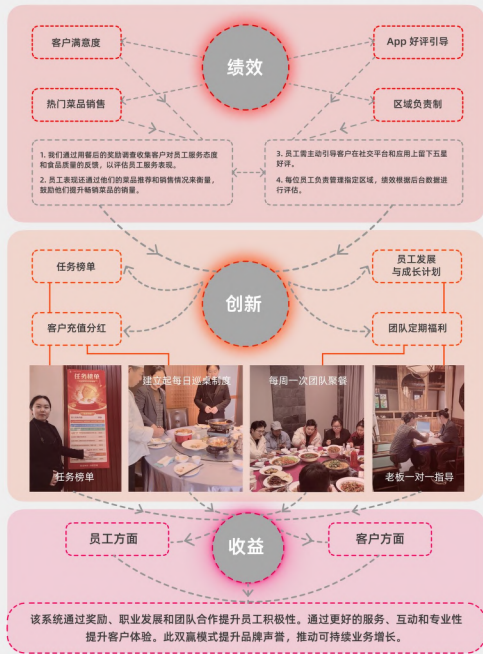 客户满意度
绩效
App 好评引导
热门菜品销售
区域负责制
1. 我们通过用餐后的奖励调查收集客户对员工服务态度
和食品质量的反馈，以评估员工服务表现。
2. 员工表现还通过他们的菜品推荐和销售情况来衡量，
鼓励他们提升畅销菜品的销量。
3. 员工需主动引导客户在社交平台和应用上留下五星
好评。
4. 每位员工负责管理指定区域，绩效根据后台数据进
行评估。
任务榜单
创新
员工发展
与成长计划
客户充值分红
团队定期福利
任务榜单
建立起每日巡桌制度
每周一次团队聚餐
任务榜单
老板一对一指导
员工方面
收益
客户方面
该系统通过奖励、职业发展和团队合作提升员工积极性。通过更好的服务、互动和专业性
提升客户体验。此双赢模式提升品牌声誉，推动可持续业务增长。